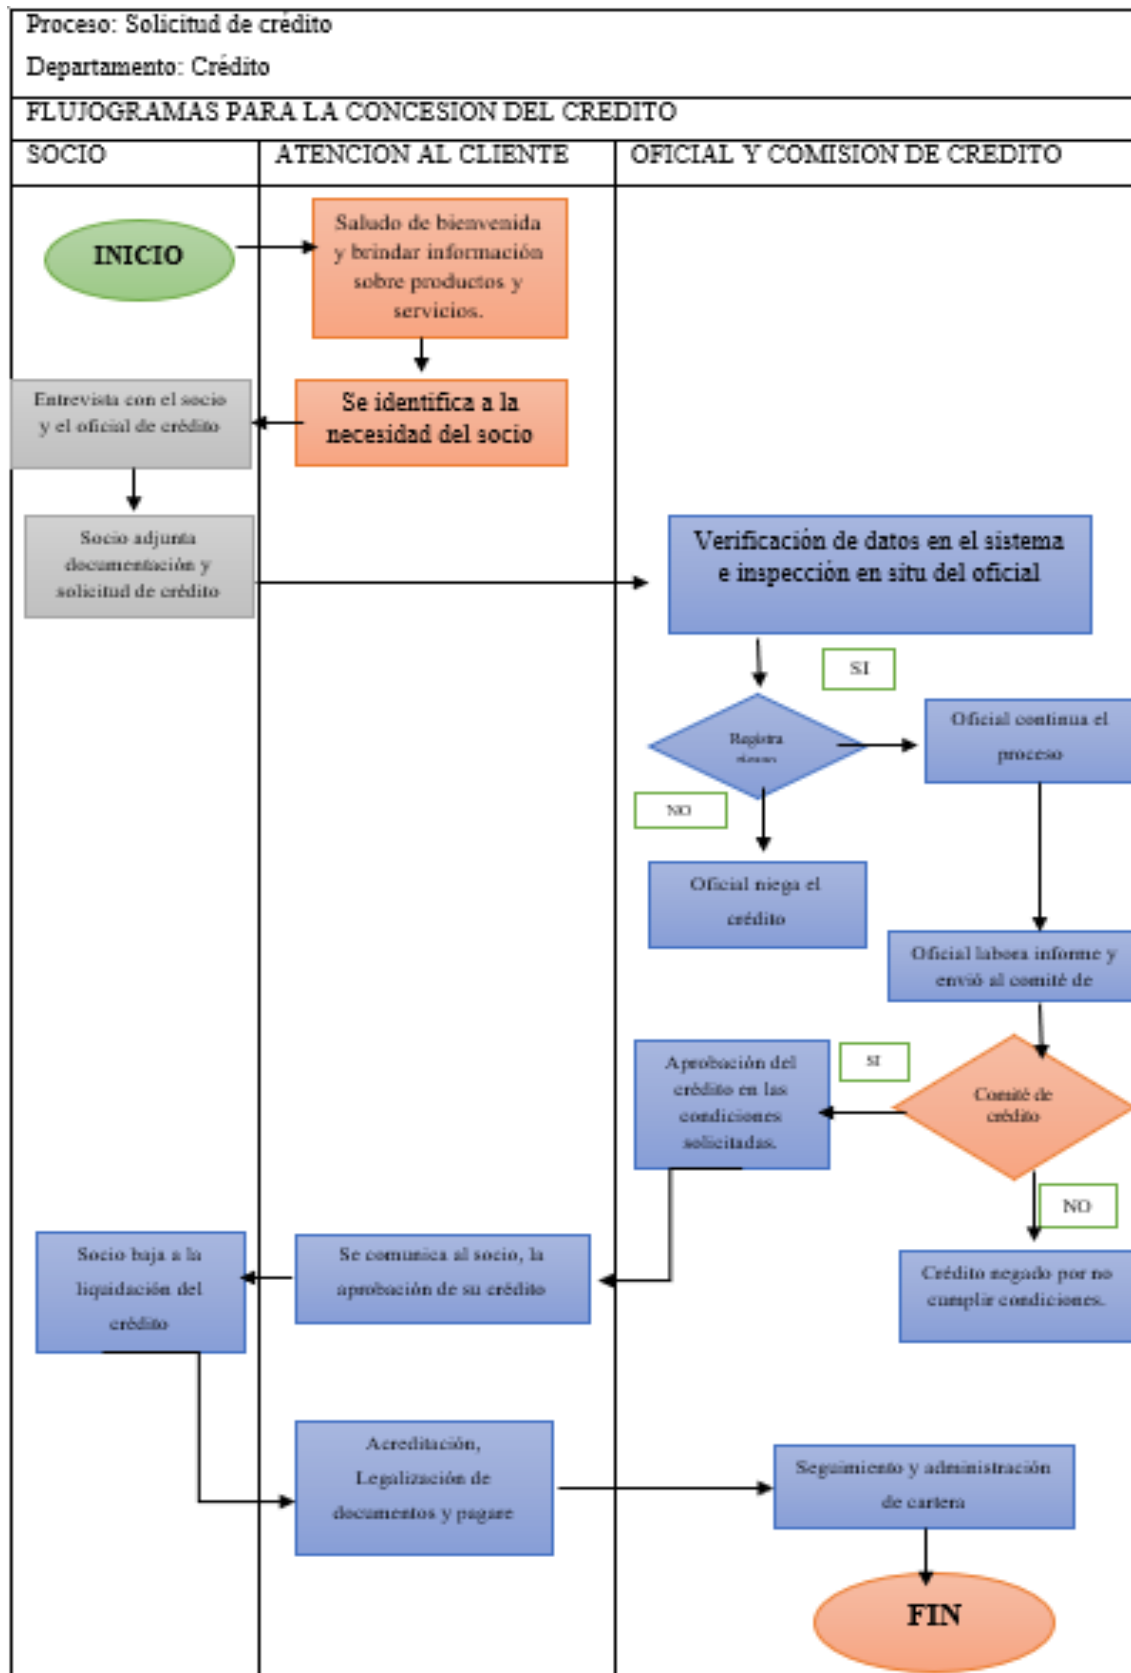 Proceso: Solicitud de crédito
Departamento: Crédito
FLUJOGRAMAS PARA LA CONCESION DEL CREDITO
SOCIO
ATENCION AL CLIENTE
OFICIAL Y COMISION DE CREDITO
INICIO
Saludo de bienvenida
y brindar información
sobre productos y
servicios.
Entrevista con el socio
y el oficial de crédito
Se identifica a la
necesidad del socio
Socio adjunta
documentación y
solicitud de crédito
Verificación de datos en el sistema
e inspección en situ del oficial
SI
Registra
Oficial continua el
proceso
NO
Oficial niega el
crédito
Oficial labora informe y
envió al comité de
Aprobación del
crédito en las
condiciones
solicitadas.
SI
Comité de
crédito
NO
Socio baja a la
liquidación del
crédito
Se comunica al socio, la
aprobación de su crédito
Crédito negado por no
cumplir condiciones.
Acreditación,
Legalización de
documentos y pagare
Seguimiento y administración
de cartera
FIN